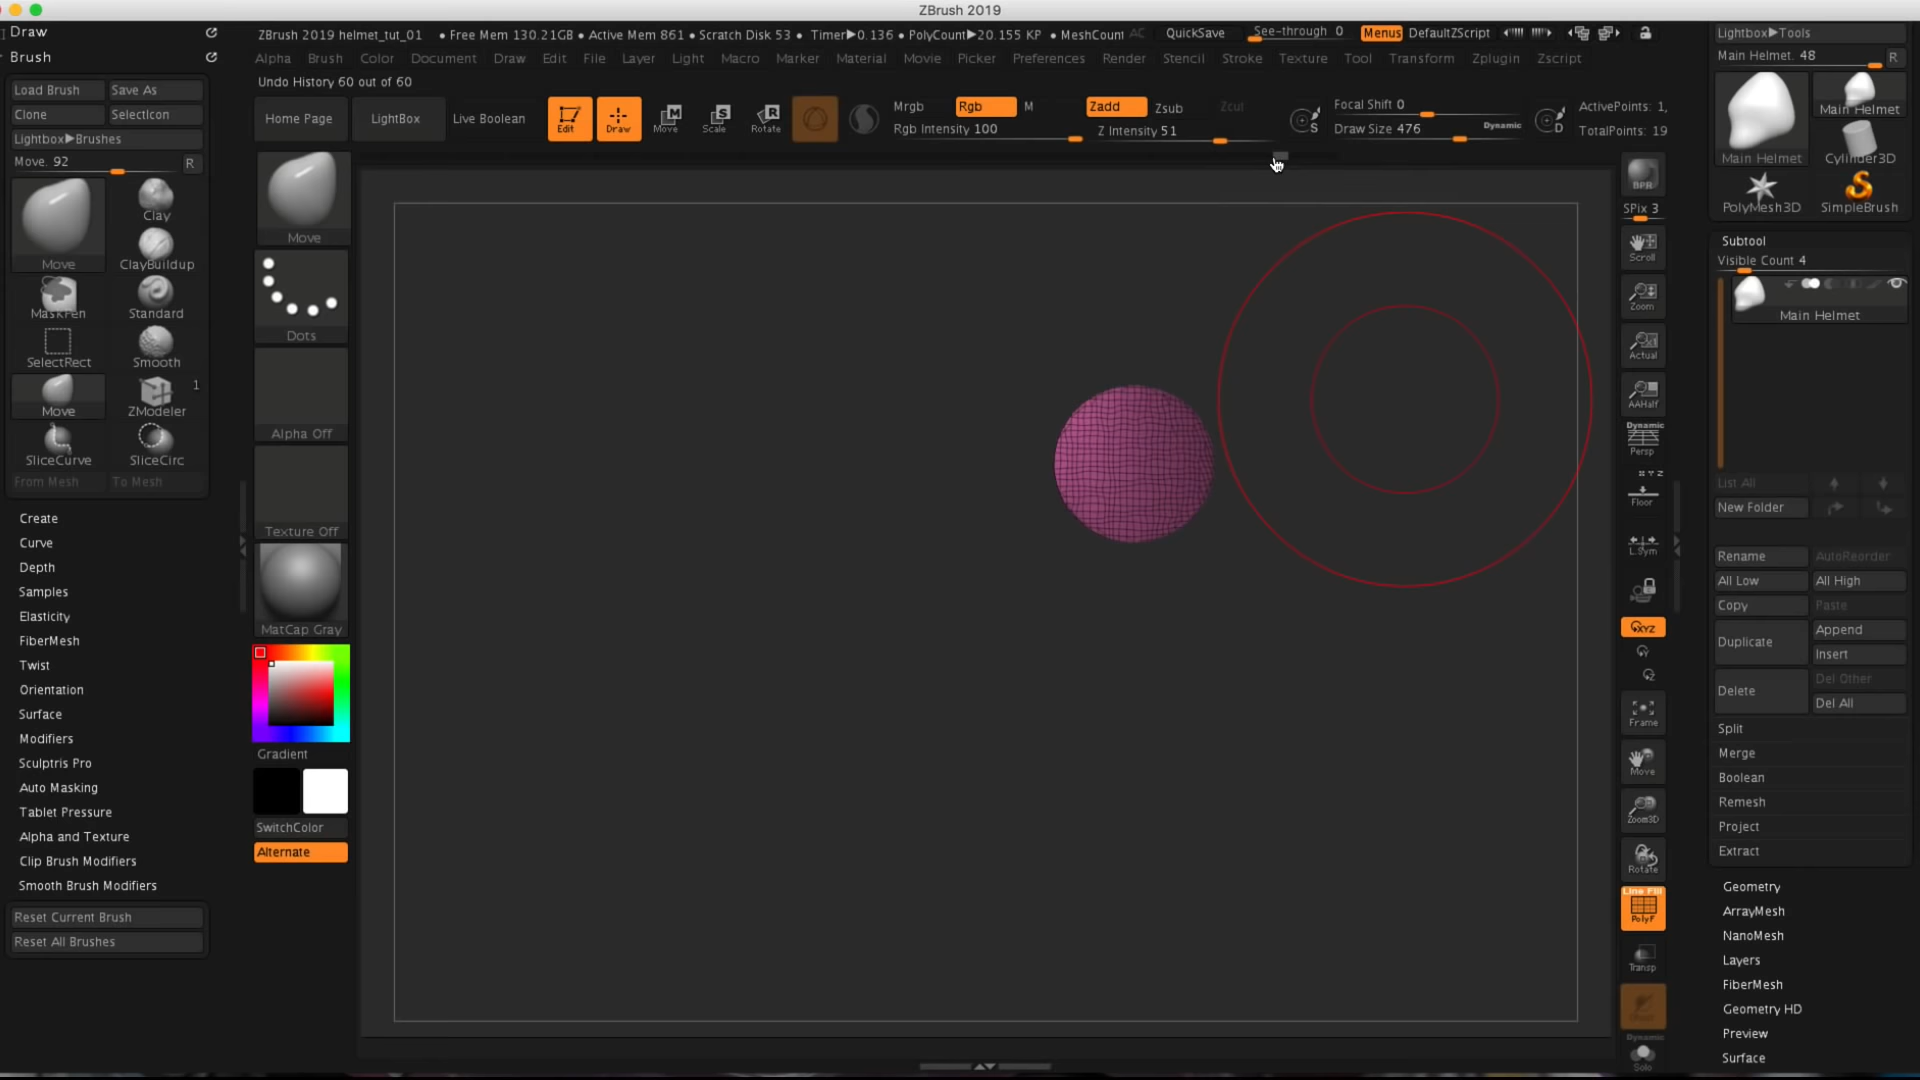 ZBrush 2019
Draw
Brush
ZBrush 2019 helmet_tut_01 • Free Mem 130.21GB • Active Mem 861 • Scratch Disk 53 • Timer▶0.136 • PolyCount▶20.155 KP • MeshCount AC QuickSave See-through 0 Menus DefaultZScript
Alpha Brush Color Document Draw Edit File Layer Light Macro Marker Material Movie Picker Preferences Render Stencil Stroke Texture Tool Transform Zplugin Zscript
Undo History 60 out of 60
Home Page LightBox Live Boolean Edit Draw Move Scale Rotate
Mrgb Rgb M Zadd Zsub Zcut
Rgb Intensity 100 Z Intensity 51
Focal Shift 0
Draw Size 476 Dynamic
ActivePoints: 1,
TotalPoints: 19
Load Brush Save As
Clone SelectIcon
Lightbox▶Brushes
Move. 92 R
Move Clay
ClayBuildup
MaskPen Standard
SelectRect Smooth
Move ZModeler 1
SliceCurve SliceCirc
From Mesh To Mesh
Create
Curve
Depth
Samples
Elasticity
FiberMesh
Twist
Orientation
Surface
Modifiers
Sculptris Pro
Auto Masking
Tablet Pressure
Alpha and Texture
Clip Brush Modifiers
Smooth Brush Modifiers
Reset Current Brush
Reset All Brushes
Move
Dots
Alpha Off
Texture Off
MatCap Gray
Gradient
SwitchColor
Alternate
BPR
SPix 3
Scroll
Zoom
Actual
AAHalf
Dynamic
Persp
X Y Z
Floor
L.Sym
XYZ
Frame
Move
Zoom3D
Rotate
Line Fill
PolyF
Transp
Ghost
Dynamic
Solo
Lightbox▶Tools
Main Helmet. 48 R
Main Helmet
Main Helmet
Cylinder3D
PolyMesh3D
SimpleBrush
Subtool
Visible Count 4
Main Helmet
List All
New Folder
Rename AutoReorder
All Low All High
Copy Paste
Duplicate Append
Insert
Delete Del Other
Del All
Split
Merge
Boolean
Remesh
Project
Extract
Geometry
ArrayMesh
NanoMesh
Layers
FiberMesh
Geometry HD
Preview
Surface